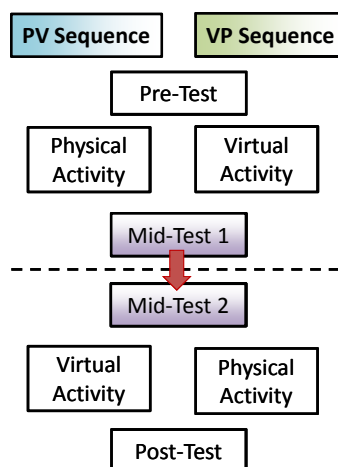 PV Sequence
VP Sequence
Pre-Test
Physical
Activity
Virtual
Activity
Mid-Test 1
Mid-Test 2
Virtual
Activity
Physical
Activity
Post-Test